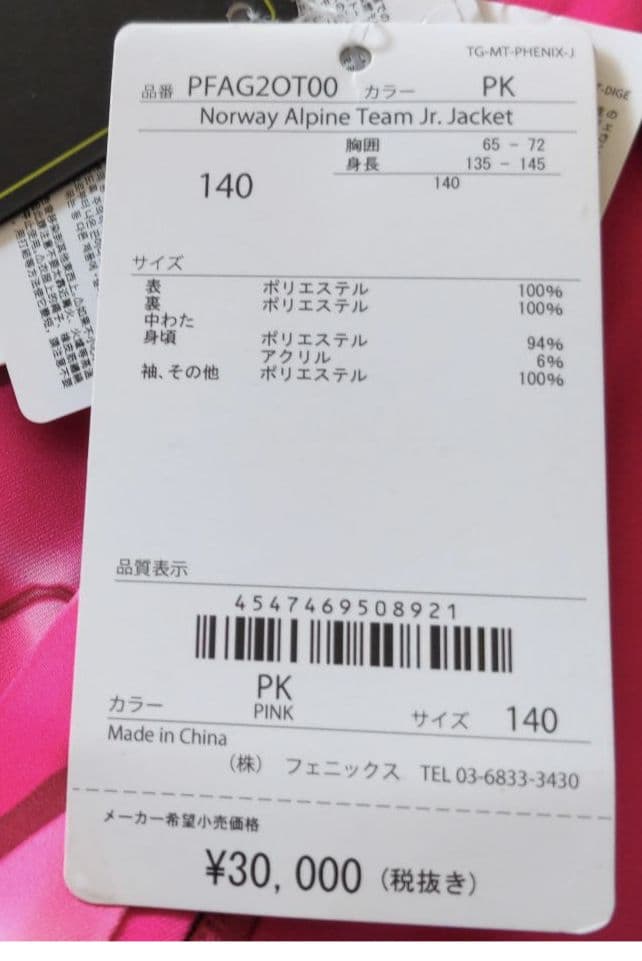 TG-MT-PHENIX-J
品番 PFAG2OT00 カラー PK
Norway Alpine Team Jr. Jacket
胸囲 65 - 72
身長 135 - 145
140 140
サイズ
表 ポリエステル 100%
裏 ポリエステル 100%
中わた
身頃 ポリエステル 94%
アクリル 6%
袖、その他 ポリエステル 100%
品質表示
4547469508921
PK
カラー PINK サイズ 140
Made in China
(株) フェニックス TEL 03-6833-3430
メーカー希望小売価格
¥30,000 (税抜き)